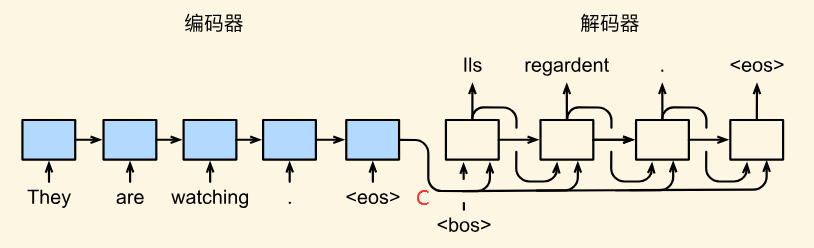 编码器 解码器
Ils regardent . <eos>
They are watching . <eos> C
<bos>